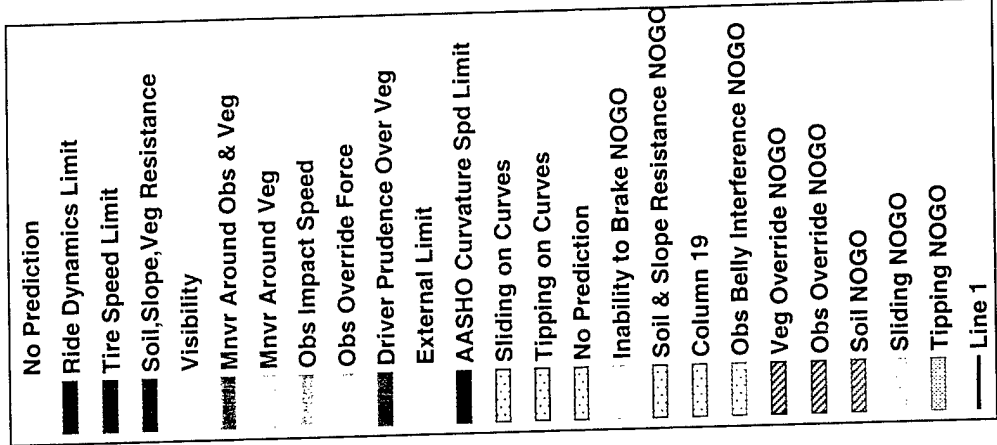 No Prediction
Ride Dynamics Limit
Tire Speed Limit
Soil,Slope,Veg Resistance
Visibility
Mnvr Around Obs & Veg
Mnvr Around Veg
Obs Impact Speed
Obs Override Force
Driver Prudence Over Veg
External Limit
AASHO Curvature Spd Limit
Sliding on Curves
Tipping on Curves
No Prediction
Inability to Brake NOGO
Soil & Slope Resistance NOGO
Column 19
Obs Belly Interference NOGO
Veg Override NOGO
Obs Override NOGO
Soil NOGO
Sliding NOGO
Tipping NOGO
Line 1